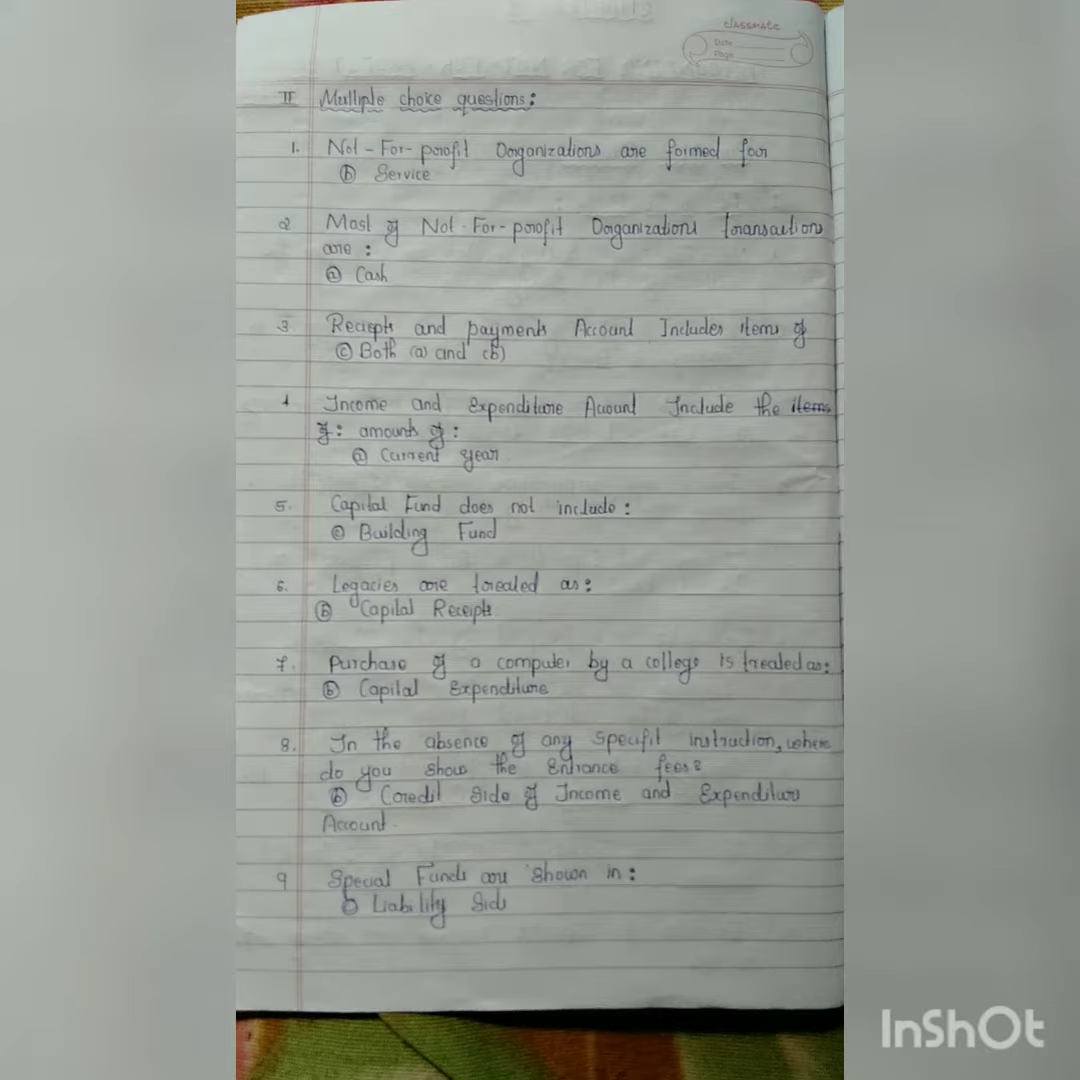 classmate
Date
Page
II Multiple choice questions:
1. Not-For-profit Organizations are formed for
(b) Service
2 Most of Not-For-profit Organizations transactions
are :
(a) Cash
3 Reciepts and payments Account Includes items of
(c) Both (a) and (b)
4 Income and Expenditure Account Include the items
of: amounts of :
(a) Current year
5. Capital Fund does not include :
(c) Building Fund
6. Legacies are treated as :
(b) Capital Receipts
7. Purchase of a computer by a college is treated as:
(b) Capital Expenditure
8. In the absence of any specifit instruction, where
do you show the Entrance fees?
(b) Credit side of Income and Expenditure
Account.
9 Special Funds are shown in :
(b) Liability Side
InShOt